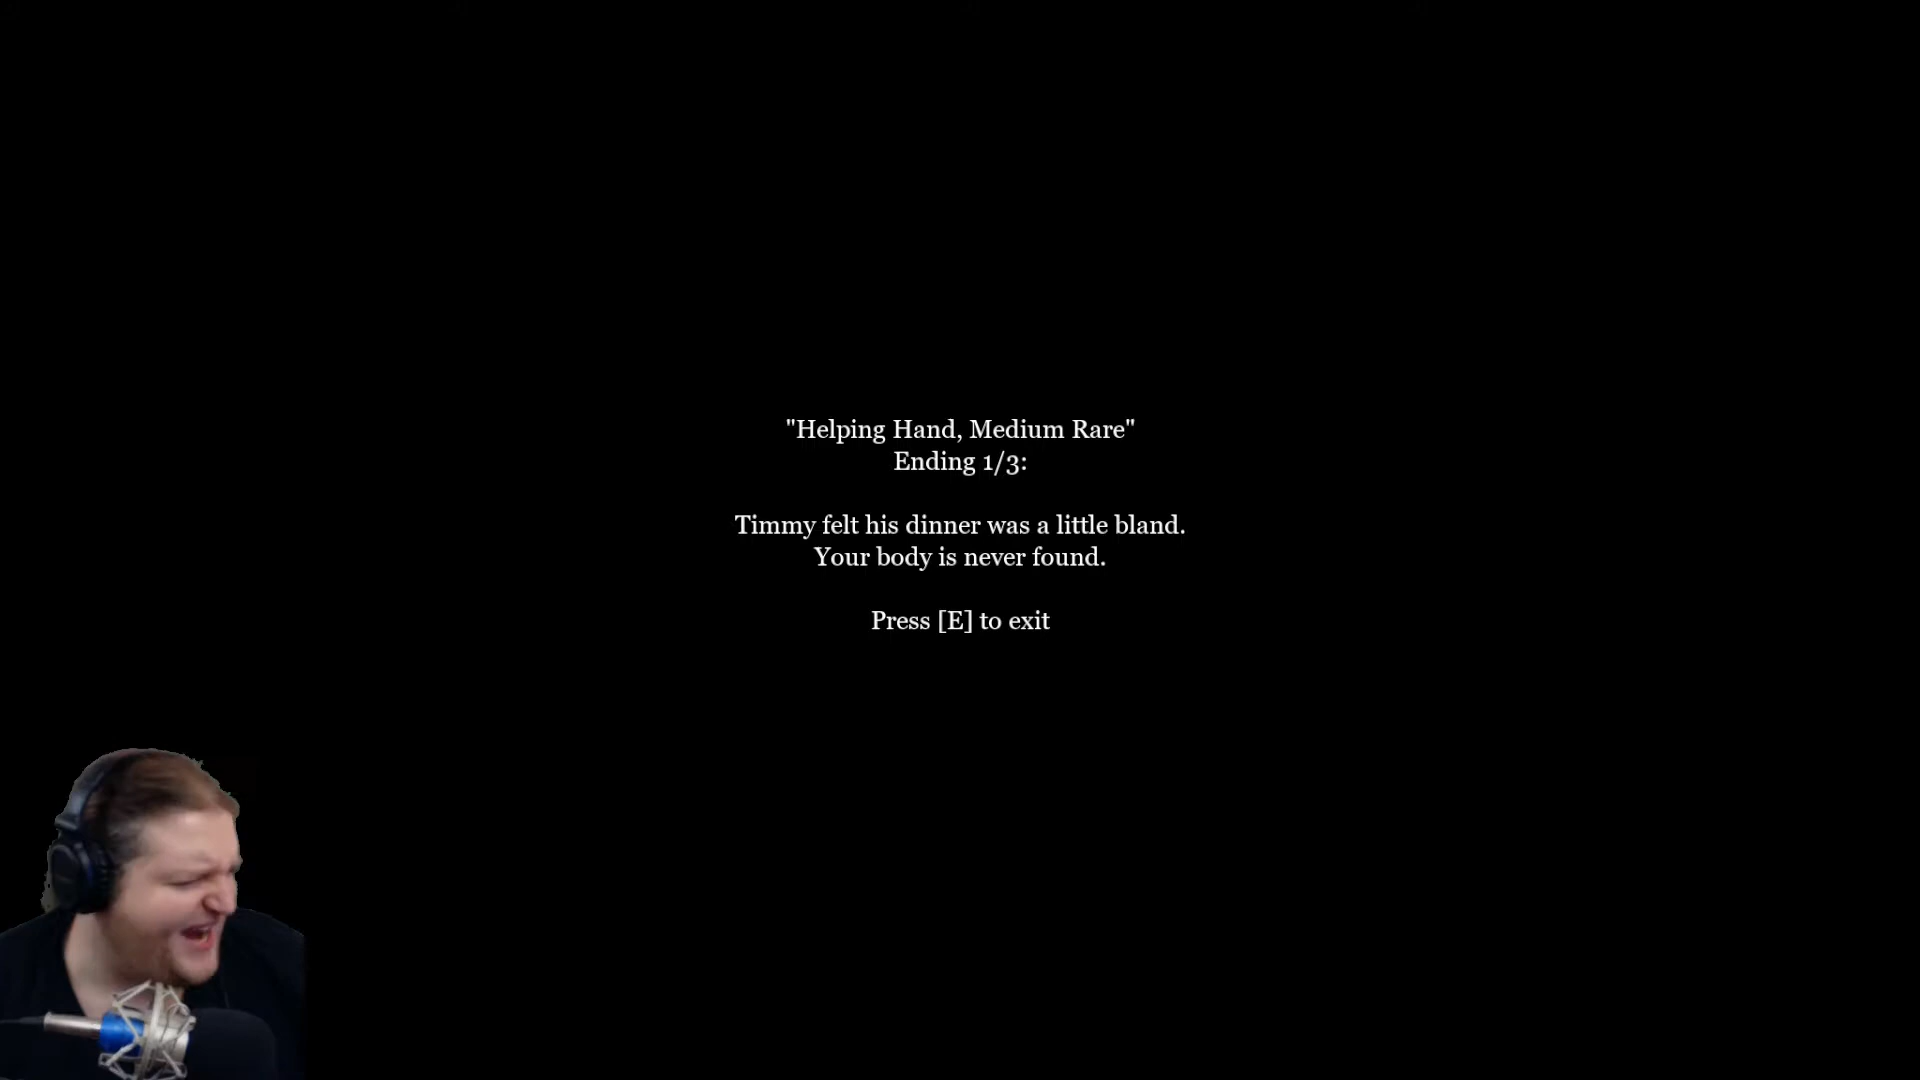 "Helping Hand, Medium Rare"
Ending 1/3:
Timmy felt his dinner was a little bland.
Your body is never found.
Press [E] to exit